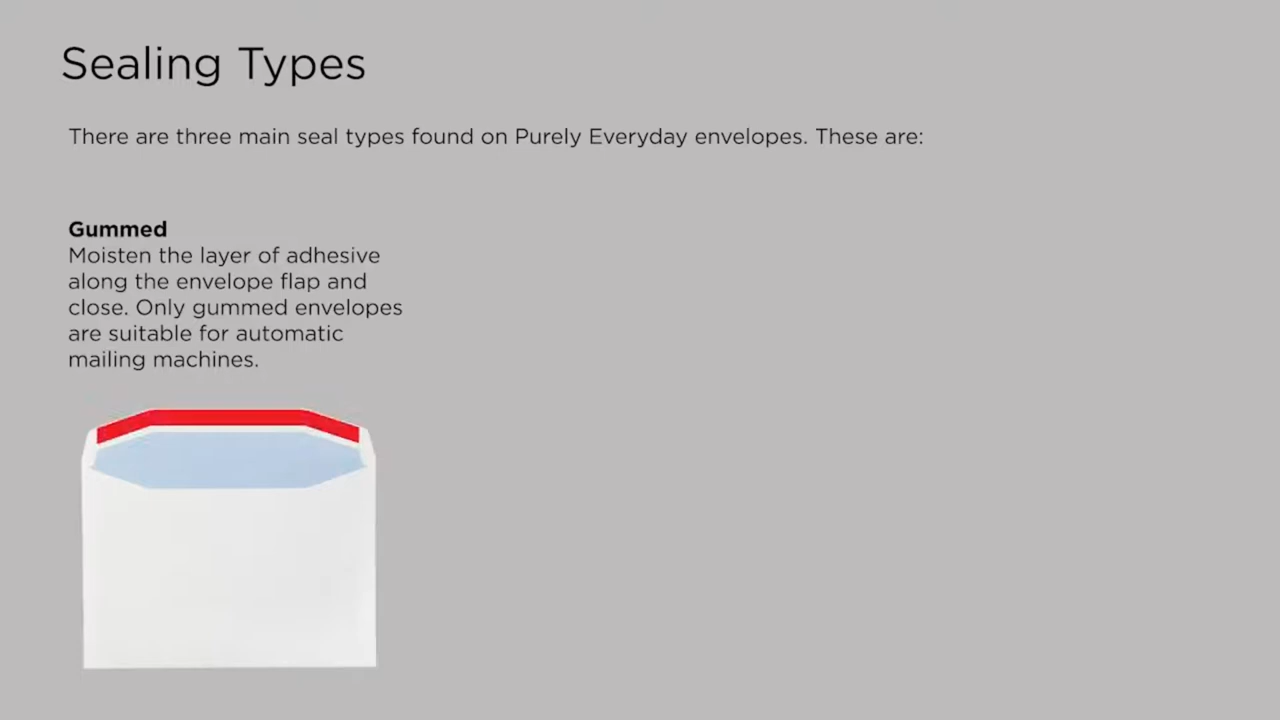 Sealing Types
There are three main seal types found on Purely Everyday envelopes. These are:
Gummed
Moisten the layer of adhesive
along the envelope flap and
close. Only gummed envelopes
are suitable for automatic
mailing machines.